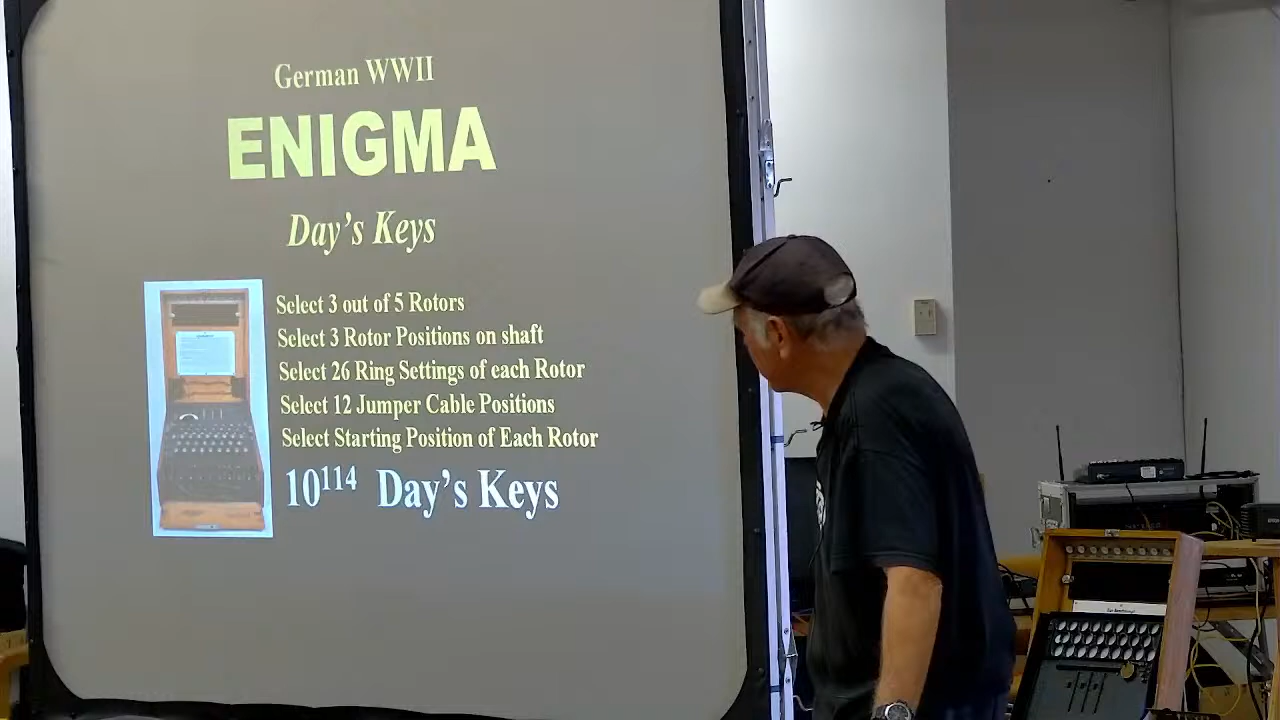 German WWII
ENIGMA
Day's Keys
Select 3 out of 5 Rotors
Select 3 Rotor Positions on shaft
Select 26 Ring Settings of each Rotor
Select 12 Jumper Cable Positions
Select Starting Position of Each Rotor
10¹¹⁴ Day's Keys